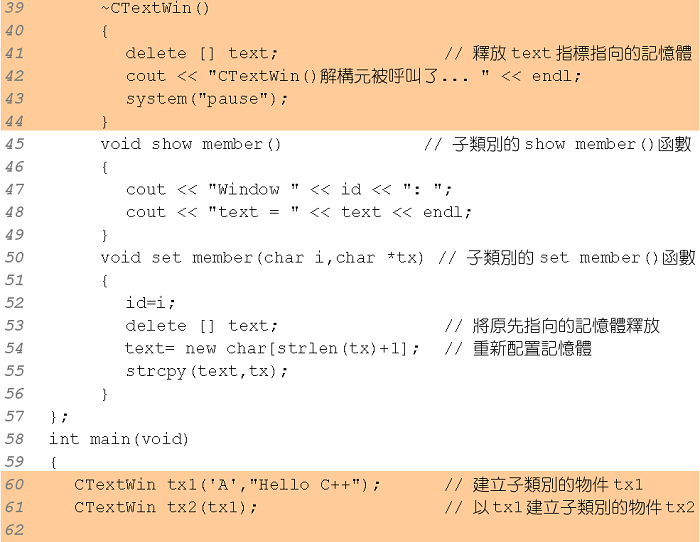 39 ~CTextWin()
40 {
41 delete [] text; // 釋放 text 指標指向的記憶體
42 cout << "CTextWin()解構元被呼叫了... " << endl;
43 system("pause");
44 }
45 void show member() // 子類別的 show member()函數
46 {
47 cout << "Window " << id << ": ";
48 cout << "text = " << text << endl;
49 }
50 void set member(char i,char *tx) // 子類別的 set member()函數
51 {
52 id=i;
53 delete [] text; // 將原先指向的記憶體釋放
54 text= new char[strlen(tx)+1]; // 重新配置記憶體
55 strcpy(text,tx);
56 }
57 };
58 int main(void)
59 {
60 CTextWin tx1('A',"Hello C++"); // 建立子類別的物件 tx1
61 CTextWin tx2(tx1); // 以 tx1 建立子類別的物件 tx2
62